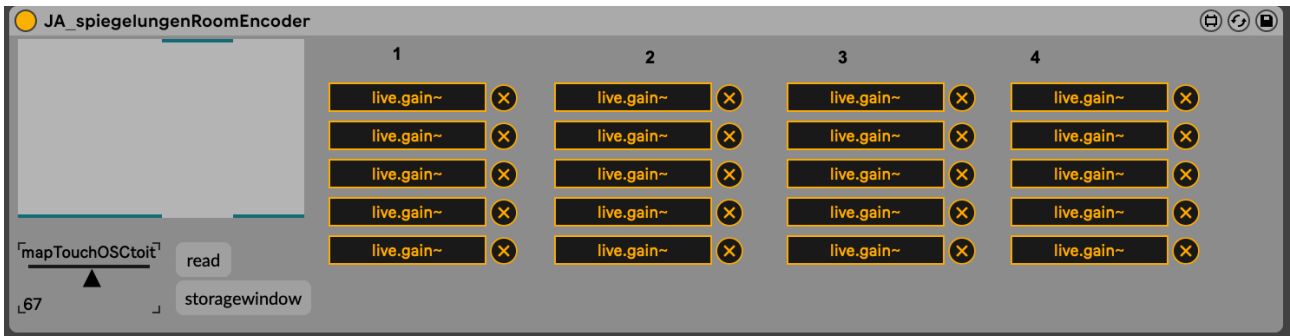 JA_spiegelungenRoomEncoder
1 2 3 4
live.gain~ live.gain~ live.gain~ live.gain~
live.gain~ live.gain~ live.gain~ live.gain~
live.gain~ live.gain~ live.gain~ live.gain~
live.gain~ live.gain~ live.gain~ live.gain~
live.gain~ live.gain~ live.gain~ live.gain~
mapTouchOSCtoit
read
67
storagewindow